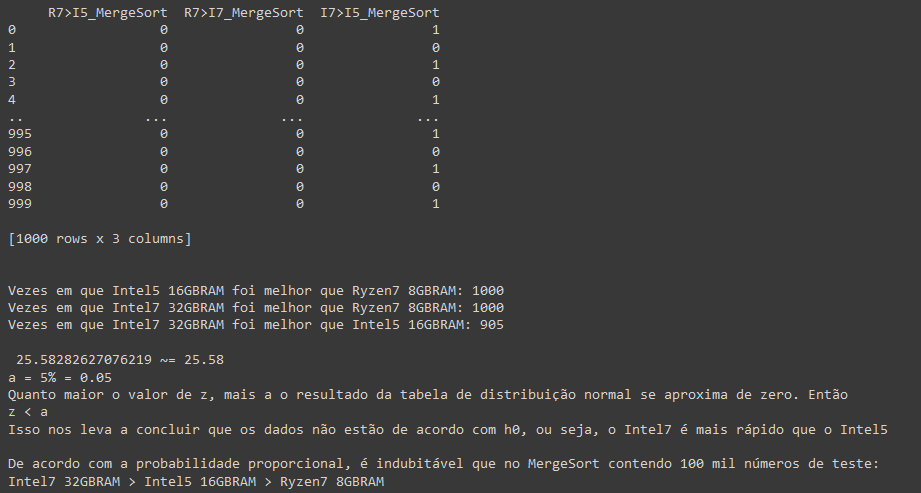 R7>I5_MergeSort R7>I7_MergeSort I7>I5_MergeSort
0 0 0 1
1 0 0 0
2 0 0 1
3 0 0 0
4 0 0 1
.. ... ... ...
995 0 0 1
996 0 0 0
997 0 0 1
998 0 0 0
999 0 0 1
[1000 rows x 3 columns]
Vezes em que Intel5 16GBRAM foi melhor que Ryzen7 8GBRAM: 1000
Vezes em que Intel7 32GBRAM foi melhor que Ryzen7 8GBRAM: 1000
Vezes em que Intel7 32GBRAM foi melhor que Intel5 16GBRAM: 905
25.58282627076219 ~= 25.58
a = 5% = 0.05
Quanto maior o valor de z, mais a o resultado da tabela de distribuição normal se aproxima de zero. Então
z < a
Isso nos leva a concluir que os dados não estão de acordo com h0, ou seja, o Intel7 é mais rápido que o Intel5
De acordo com a probabilidade proporcional, é indubitável que no MergeSort contendo 100 mil números de teste:
Intel7 32GBRAM > Intel5 16GBRAM > Ryzen7 8GBRAM